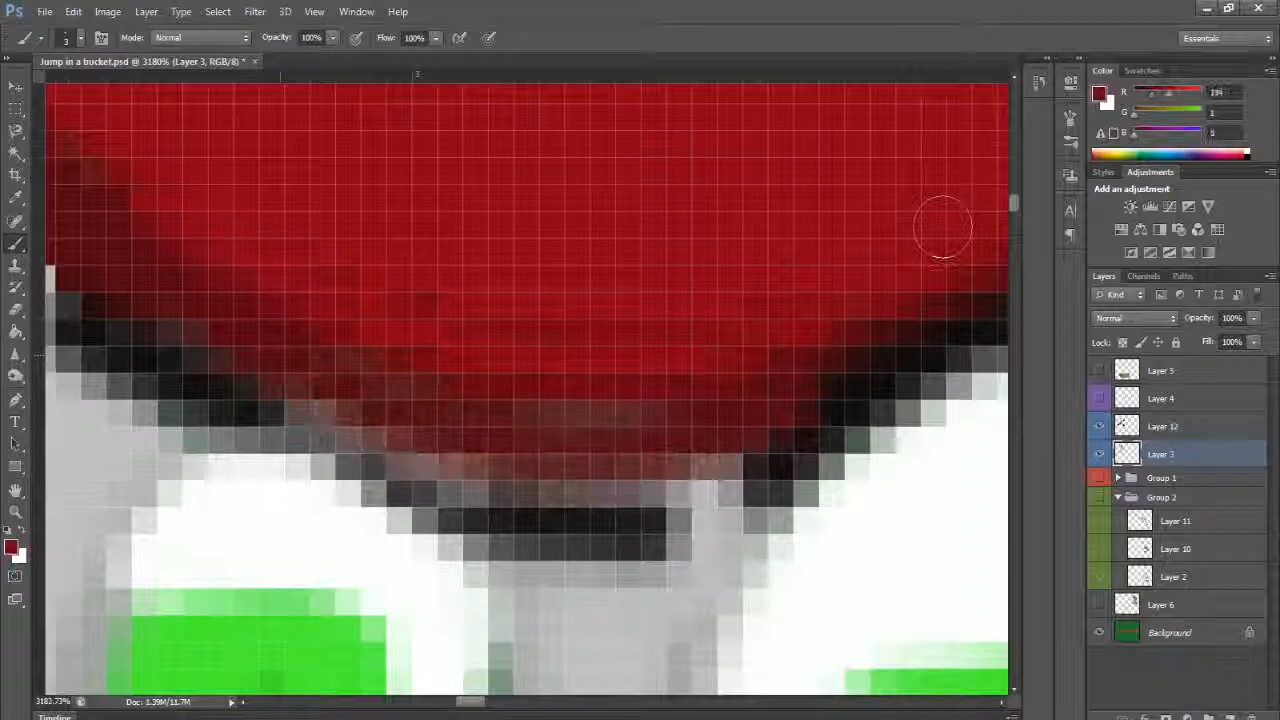 Ps File Edit Image Layer Type Select Filter 3D View Window Help
3 Mode: Normal Opacity: 100% Flow: 100% Essentials
Jump in a bucket.psd @ 3180% (Layer 3, RGB/8) * ×
3
Color Swatches
R
G 1
B 9
Styles Adjustments
Add an adjustment
Layers Channels Paths
Kind
Normal Opacity: 100%
Lock: Fill: 100%
Layer 5
Layer 4
Layer 12
Layer 3
Group 1
Group 2
Layer 11
Layer 10
Layer 2
Layer 6
Background
3182.73% Doc: 1.39M/11.7M
Timeline